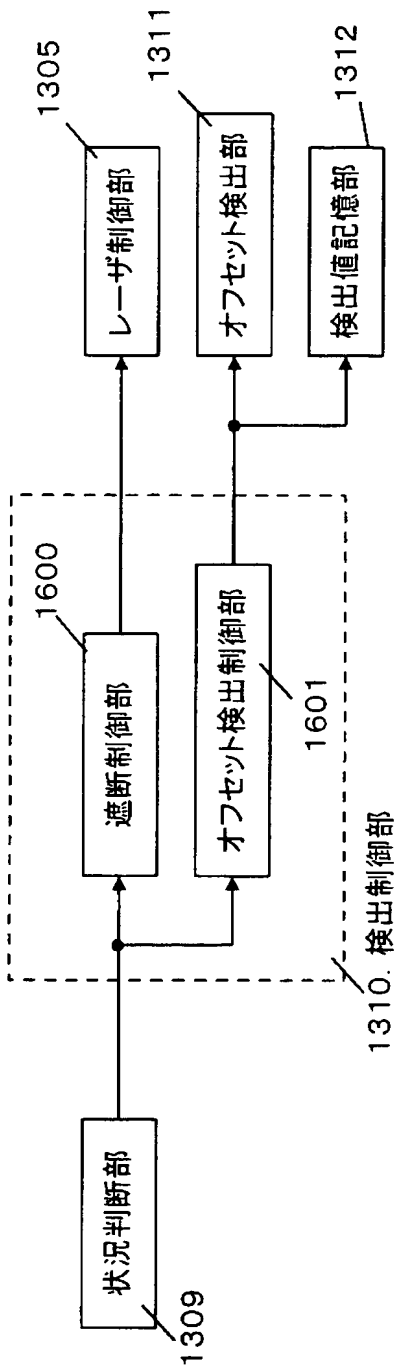 状況判断部
1309
遮断制御部
1600
オフセット検出制御部
1601
1310. 検出制御部
レーザ制御部
1305
オフセット検出部
1311
検出値記憶部
1312